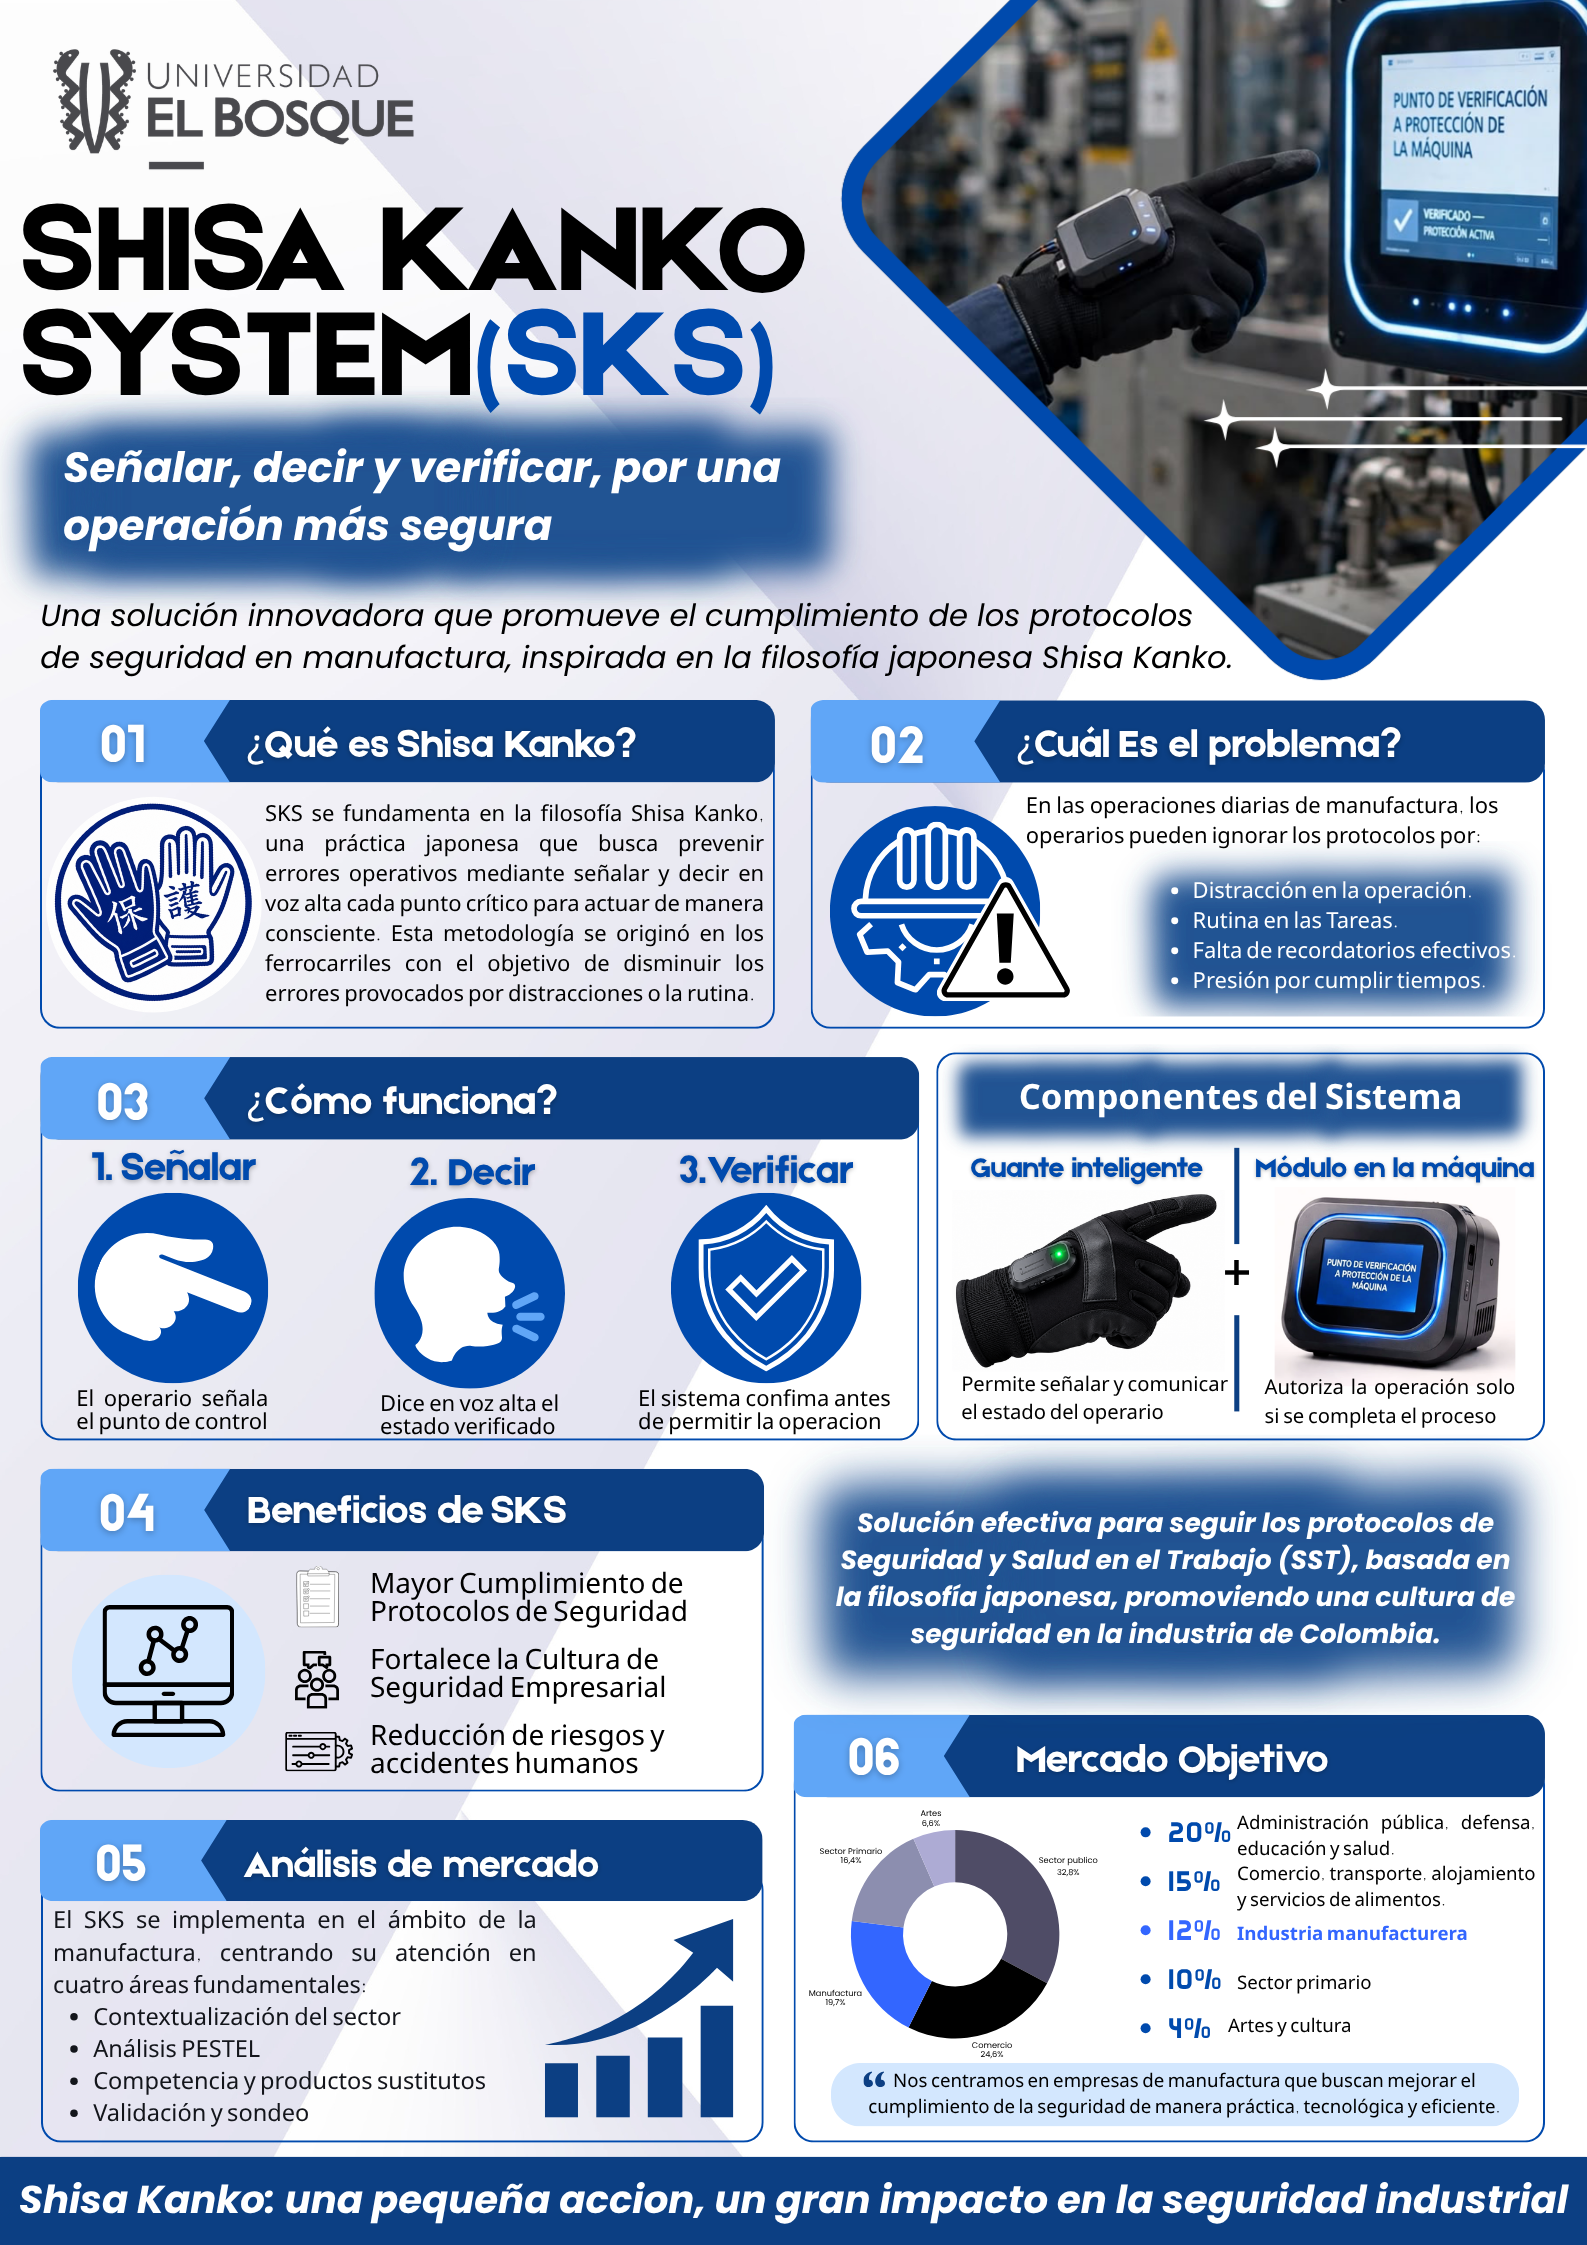 UNIVERSIDAD
EL BOSQUE
PUNTO DE VERIFICACIÓN
A PROTECCIÓN DE
LA MÁQUINA
VERIFICADO —
PROTECCIÓN ACTIVA
SHISA KANKO
SYSTEM(SKS)
Señalar, decir y verificar, por una
operación más segura
Una solución innovadora que promueve el cumplimiento de los protocolos
de seguridad en manufactura, inspirada en la filosofía japonesa Shisa Kanko.
01
¿Qué es Shisa Kanko?
保
護
SKS se fundamenta en la filosofía Shisa Kanko,
una práctica japonesa que busca prevenir
errores operativos mediante señalar y decir en
voz alta cada punto crítico para actuar de manera
consciente. Esta metodología se originó en los
ferrocarriles con el objetivo de disminuir los
errores provocados por distracciones o la rutina.
02
¿Cuál Es el problema?
En las operaciones diarias de manufactura, los
operarios pueden ignorar los protocolos por:
• Distracción en la operación.
• Rutina en las Tareas.
• Falta de recordatorios efectivos.
• Presión por cumplir tiempos.
03
¿Cómo funciona?
1. Señalar
El operario señala
el punto de control
2. Decir
Dice en voz alta el
estado verificado
3.Verificar
El sistema confima antes
de permitir la operacion
Componentes del Sistema
Guante inteligente
Permite señalar y comunicar
el estado del operario
+
Módulo en la máquina
PUNTO DE VERIFICACIÓN
A PROTECCIÓN DE LA
MÁQUINA
Autoriza la operación solo
si se completa el proceso
04
Beneficios de SKS
Mayor Cumplimiento de
Protocolos de Seguridad
Fortalece la Cultura de
Seguridad Empresarial
Reducción de riesgos y
accidentes humanos
Solución efectiva para seguir los protocolos de
Seguridad y Salud en el Trabajo (SST), basada en
la filosofía japonesa, promoviendo una cultura de
seguridad en la industria de Colombia.
05
Análisis de mercado
El SKS se implementa en el ámbito de la
manufactura, centrando su atención en
cuatro áreas fundamentales:
• Contextualización del sector
• Análisis PESTEL
• Competencia y productos sustitutos
• Validación y sondeo
06
Mercado Objetivo
Artes
6,6%
Sector Primario
16,4%
Sector publico
32,8%
Manufactura
19,7%
Comercio
24,6%
• 20% Administración pública, defensa,
educación y salud.
• 15% Comercio, transporte, alojamiento
y servicios de alimentos.
• 12% Industria manufacturera
• 10% Sector primario
• 4% Artes y cultura
“ Nos centramos en empresas de manufactura que buscan mejorar el
cumplimiento de la seguridad de manera práctica, tecnológica y eficiente.
Shisa Kanko: una pequeña accion, un gran impacto en la seguridad industrial